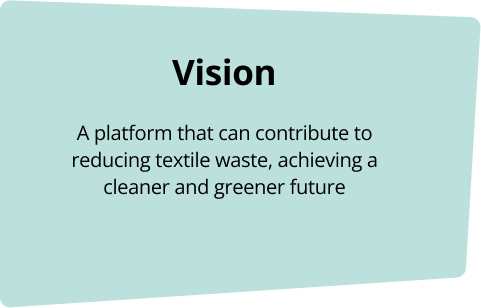 Vision
A platform that can contribute to
reducing textile waste, achieving a
cleaner and greener future